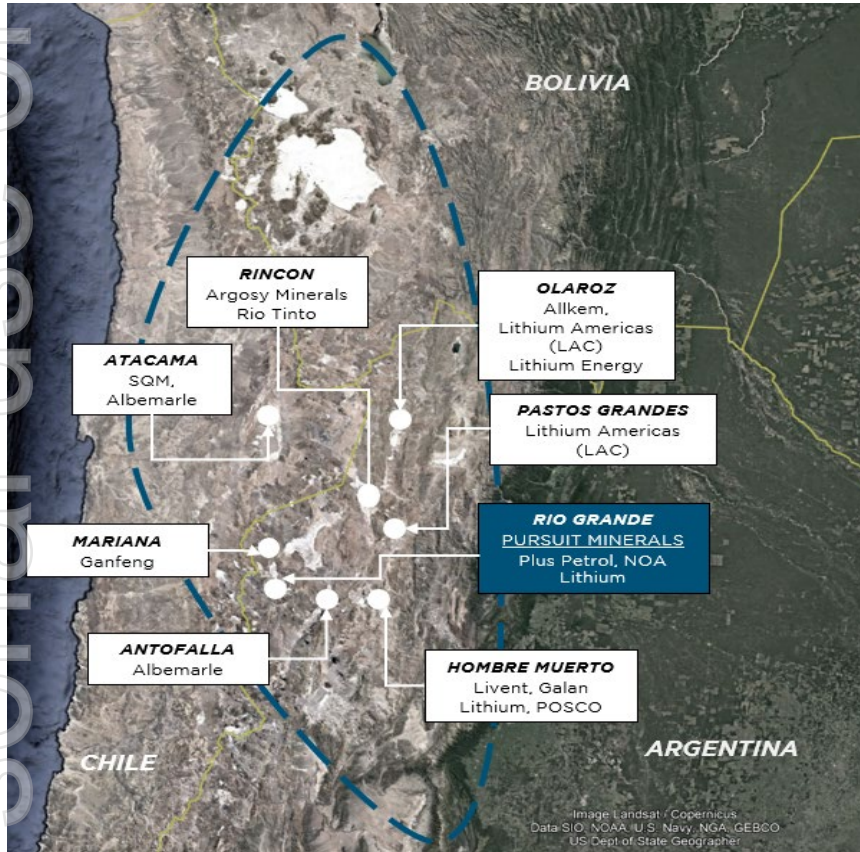 BOLIVIA
RINCON
Argosy Minerals
Rio Tinto
OLAROZ
Allkem,
Lithium Americas
(LAC)
Lithium Energy
ATACAMA
SQM,
Albemarle
PASTOS GRANDES
Lithium Americas
(LAC)
RIO GRANDE
PURSUIT MINERALS
Plus Petrol, NOA
Lithium
MARIANA
Ganfeng
ANTOFALLA
Albemarle
HOMBRE MUERTO
Livent, Galan
Lithium, POSCO
CHILE
ARGENTINA
Image Landsat / Copernicus
Data SIO, NOAA, U.S. Navy, NGA, GEBCO
US Dept of State Geographer